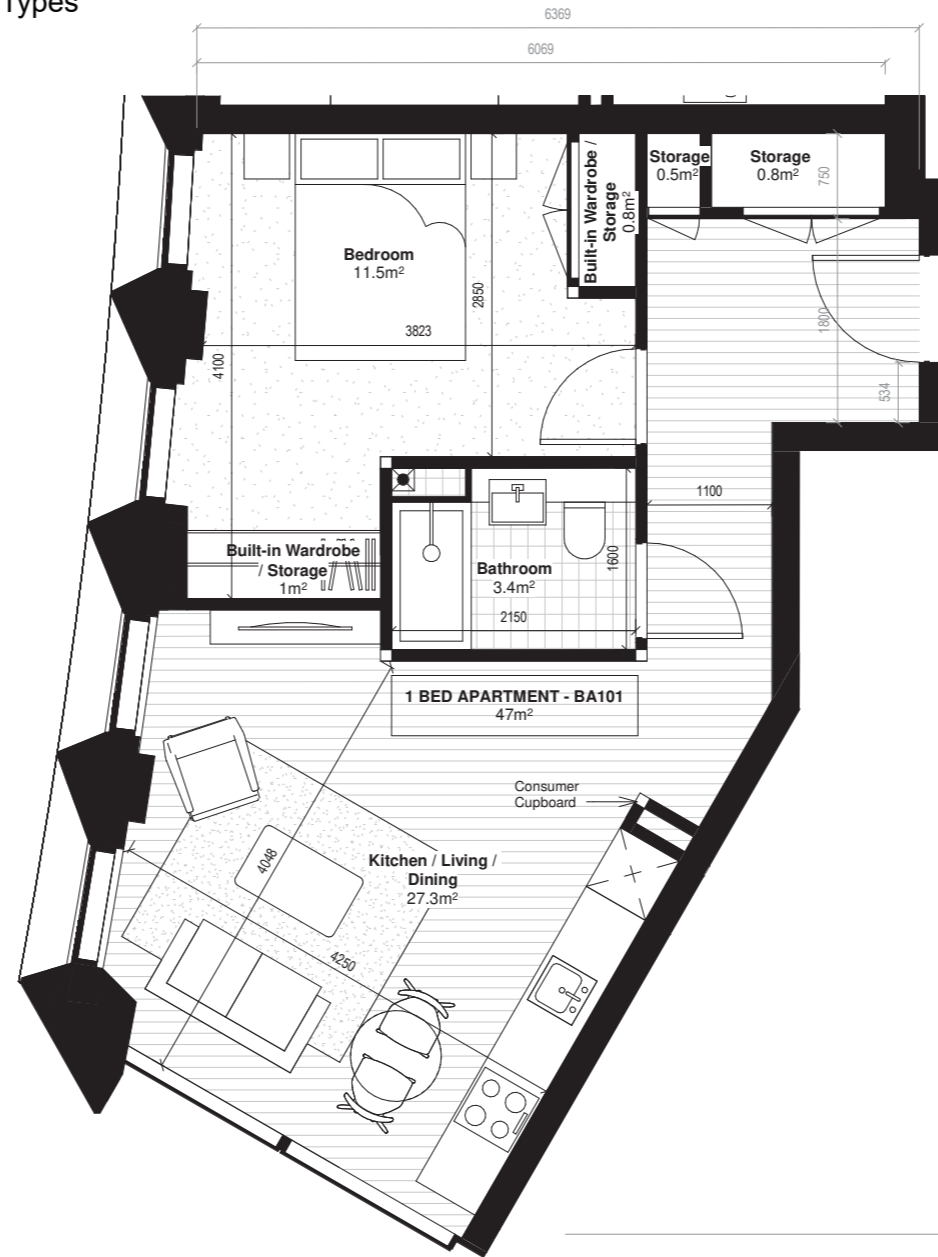 Types
6369
6069
Built-in Wardrobe /
Storage
0.8m²
Storage
0.5m²
Storage
0.8m²
750
Bedroom
11.5m²
2850
3823
4100
1800
534
1100
Built-in Wardrobe
/ Storage
1m²
Bathroom
3.4m²
1600
2150
1 BED APARTMENT - BA101
47m²
Consumer
Cupboard
4048
Kitchen / Living /
Dining
27.3m²
4250